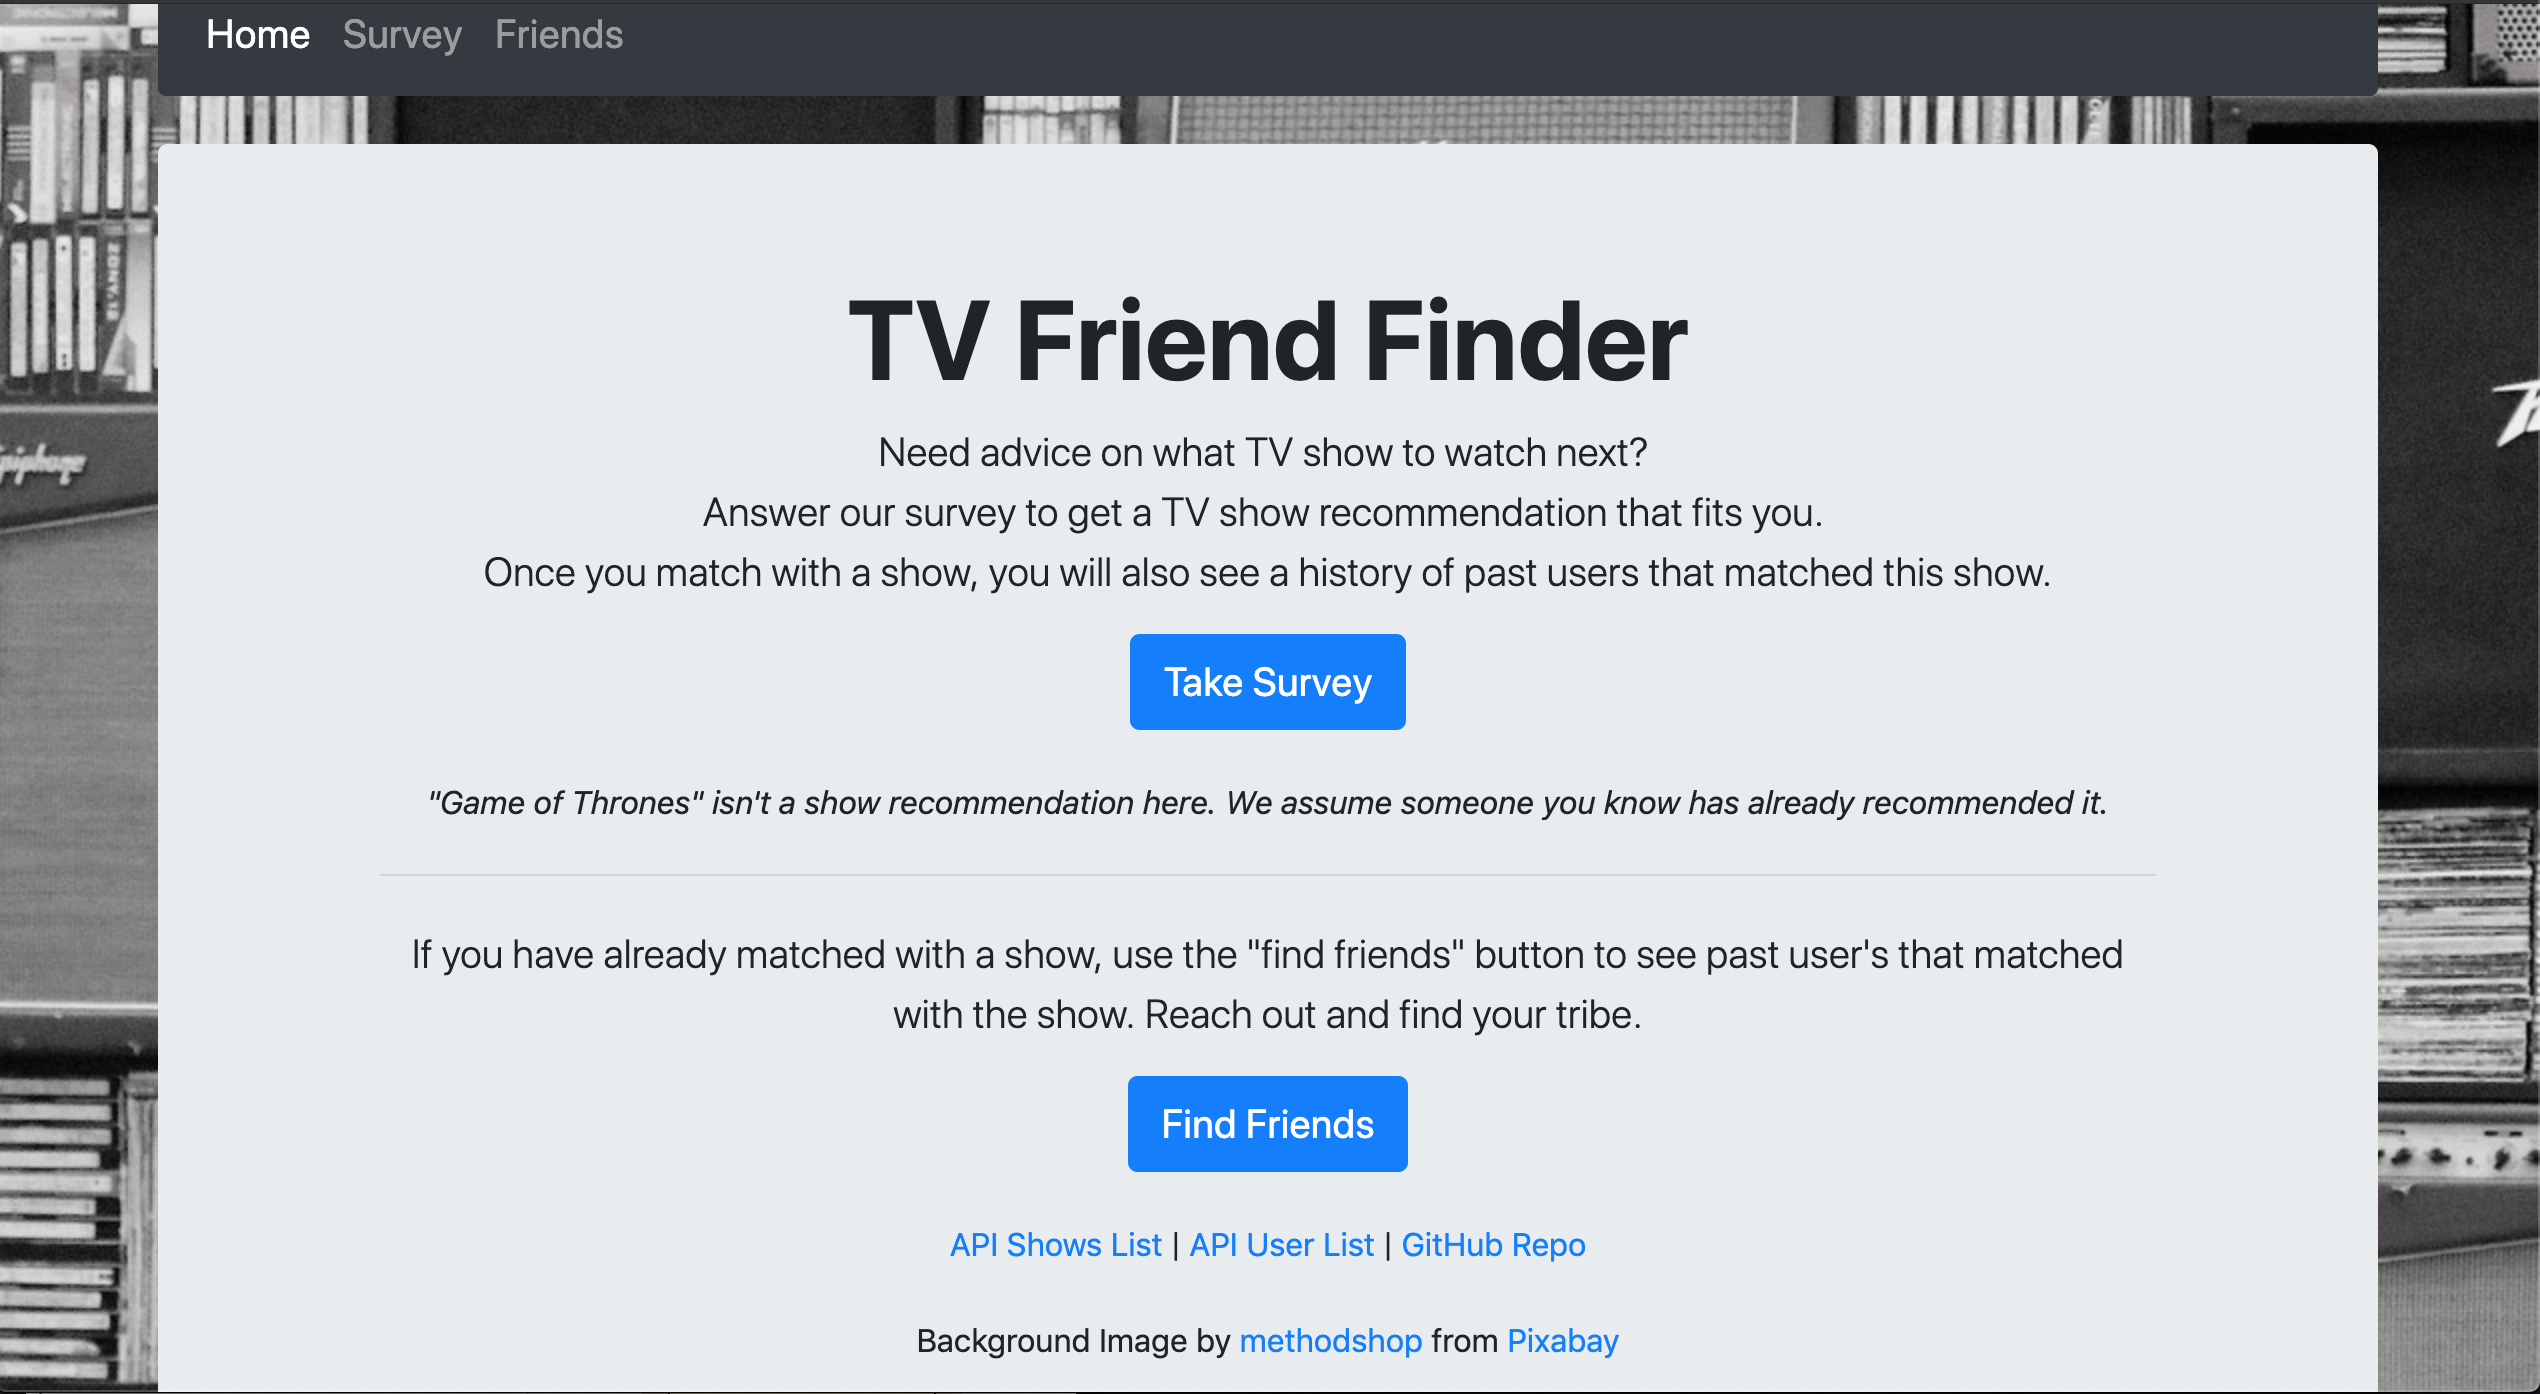 Home Survey Friends
TV Friend Finder
Need advice on what TV show to watch next?
Answer our survey to get a TV show recommendation that fits you.
Once you match with a show, you will also see a history of past users that matched this show.
Take Survey
"Game of Thrones" isn't a show recommendation here. We assume someone you know has already recommended it.
If you have already matched with a show, use the "find friends" button to see past user's that matched
with the show. Reach out and find your tribe.
Find Friends
API Shows List | API User List | GitHub Repo
Background Image by methodshop from Pixabay